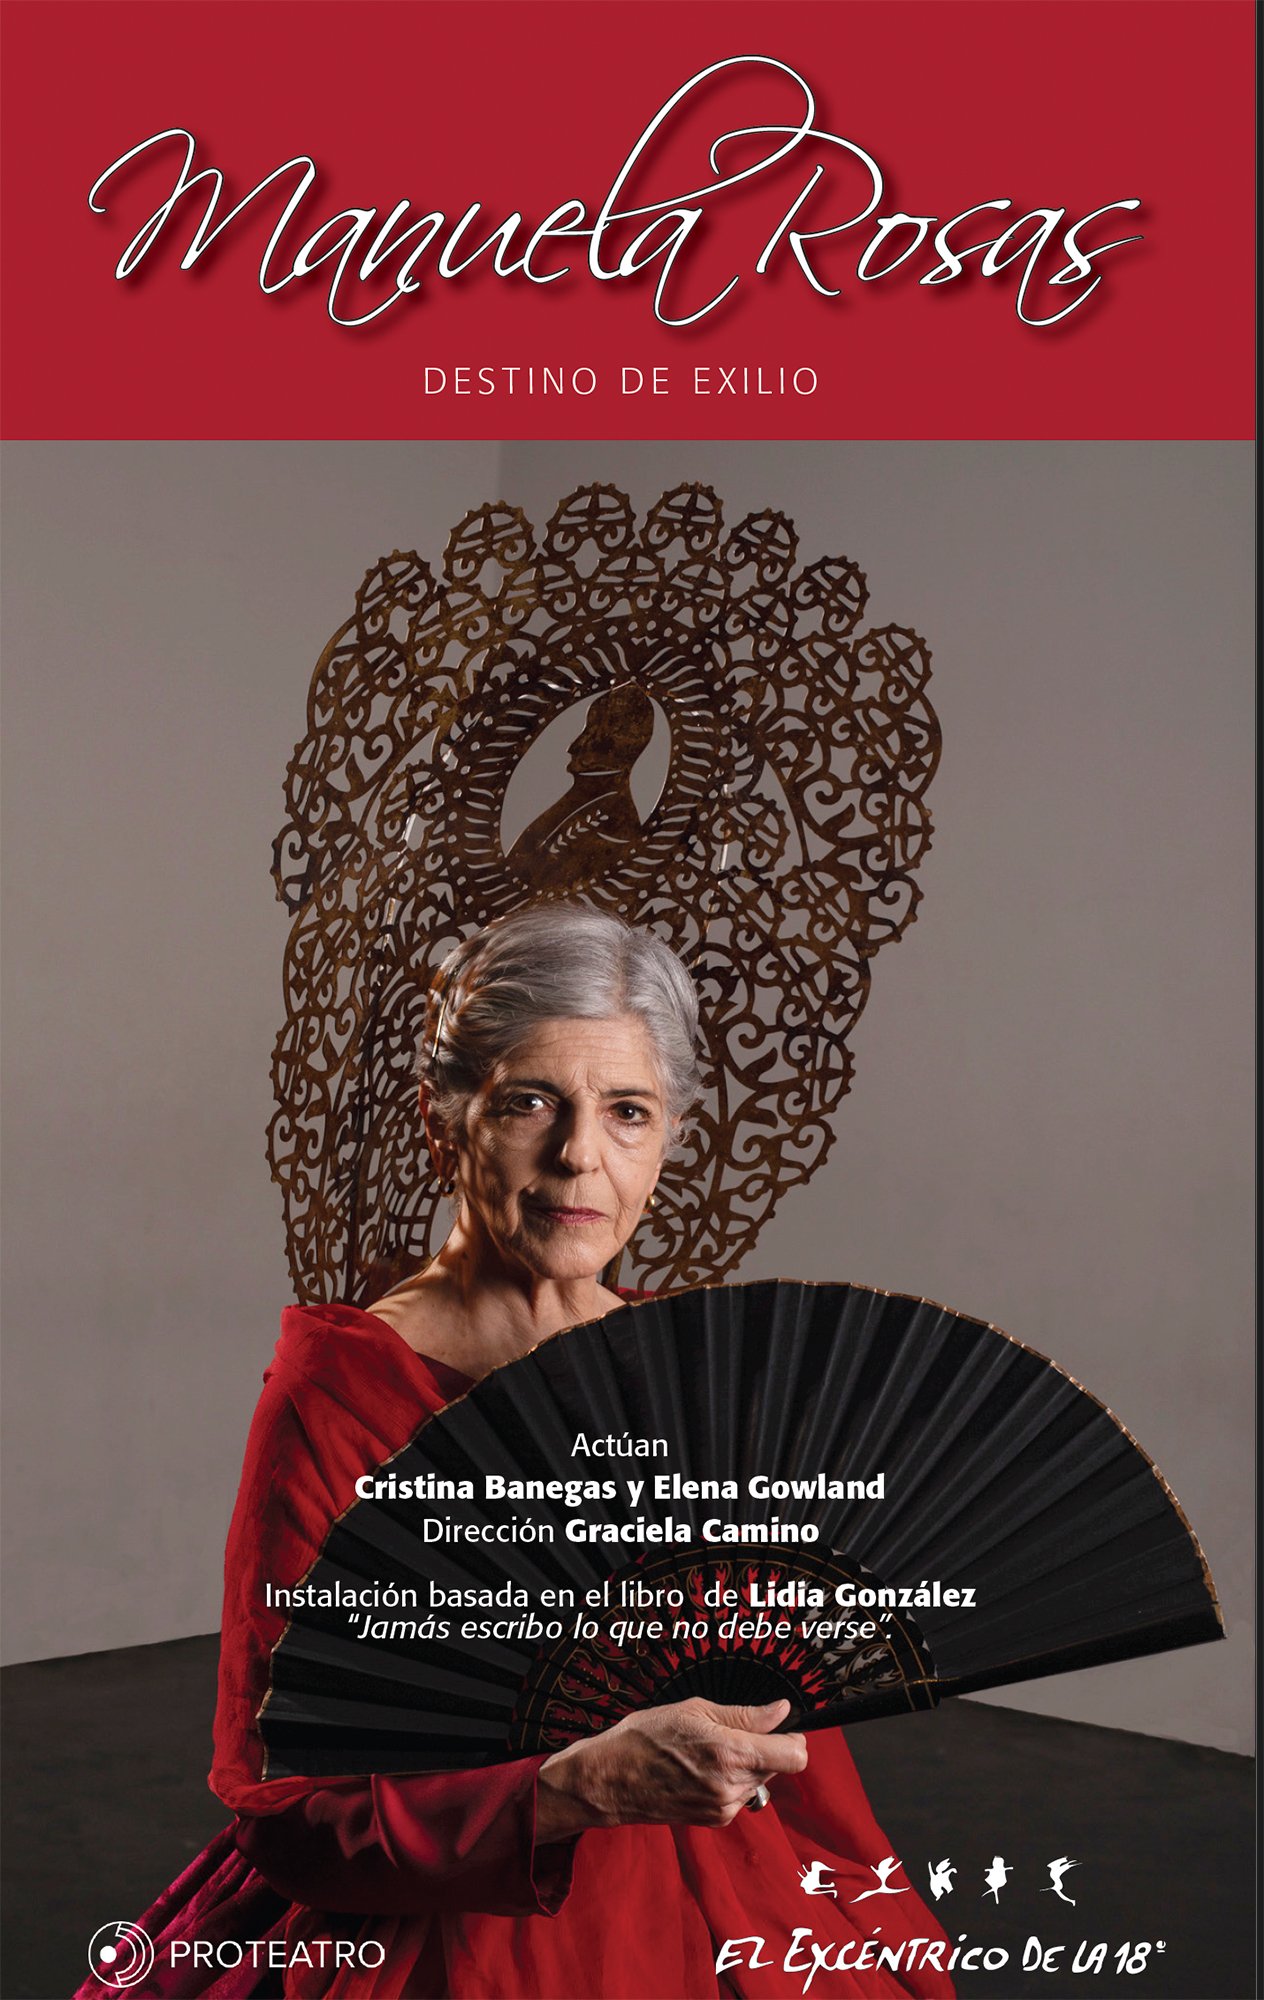 Manuela Rosas
DESTINO DE EXILIO
Actúan
Cristina Banegas y Elena Gowland
Dirección Graciela Camino
Instalación basada en el libro de Lidia González
“Jamás escribo lo que no debe verse”.
PROTEATRO
EL EXCÉNTRICO DE LA 18ª